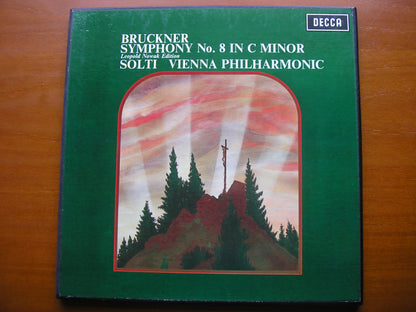 DECCA
BRUCKNER
SYMPHONY No. 8 IN C MINOR
Leopold Nowak Edition
SOLTI VIENNA PHILHARMONIC